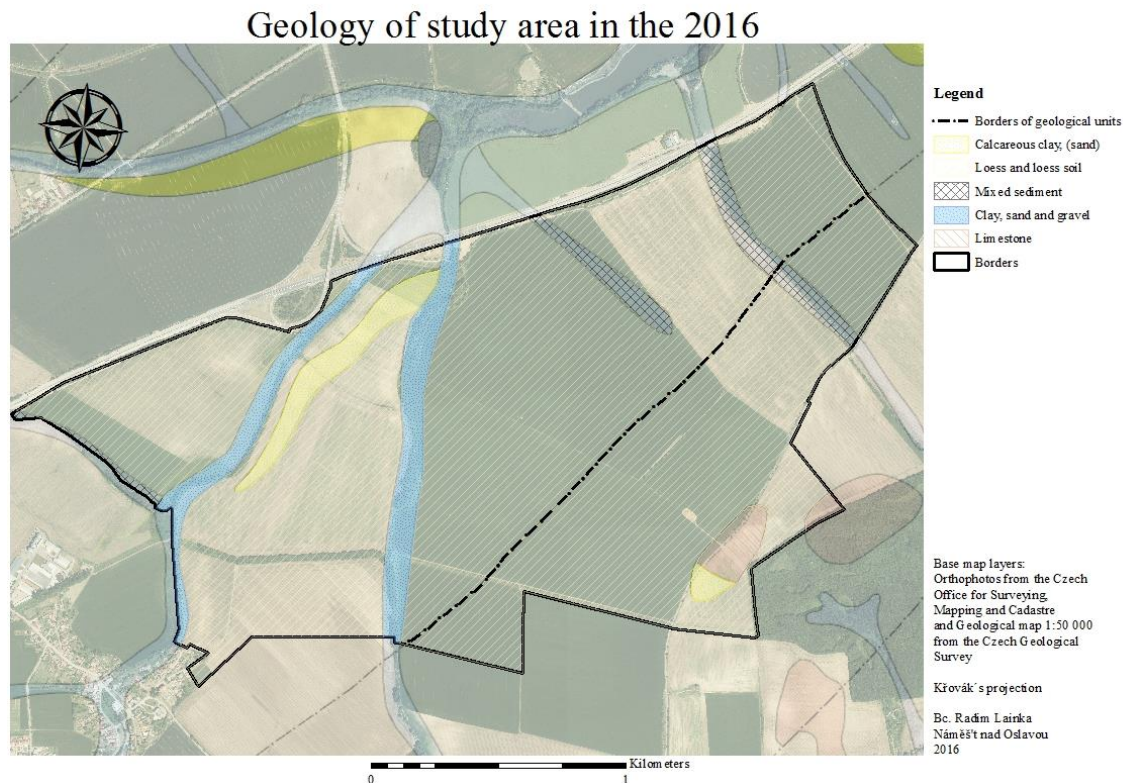 Geology of study area in the 2016
Legend
Borders of geological units
Calcareous clay, (sand)
Loess and loess soil
Mixed sediment
Clay, sand and gravel
Limestone
Borders
Base map layers:
Orthophotos from the Czech
Office for Surveying,
Mapping and Cadastre
and Geological map 1:50 000
from the Czech Geological
Survey
Křovák´s projection
Bc. Radim Lainka
Náměš't nad Oslavou
2016
Kilometers
0 1